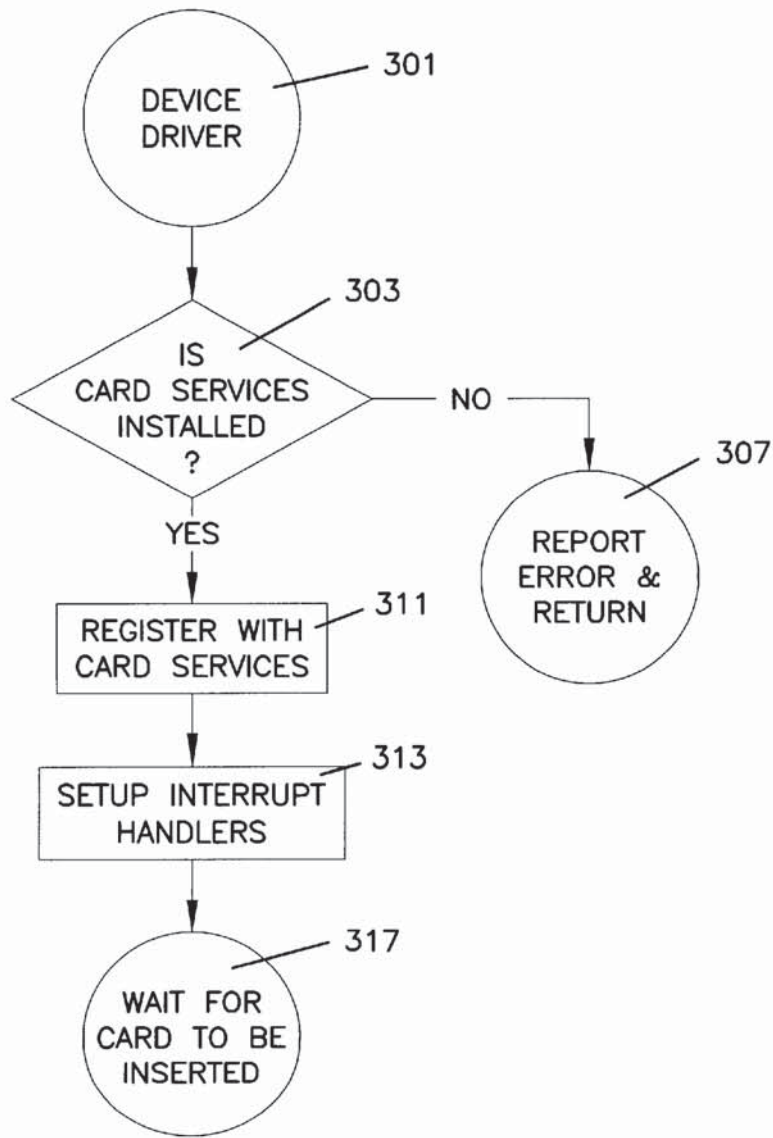 301
DEVICE
DRIVER
303
IS
CARD SERVICES
INSTALLED
?
NO
307
YES
REPORT
ERROR &
RETURN
311
REGISTER WITH
CARD SERVICES
313
SETUP INTERRUPT
HANDLERS
317
WAIT FOR
CARD TO BE
INSERTED